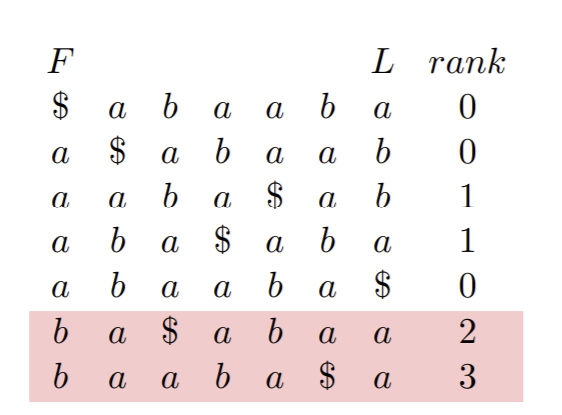 F L rank
$ a b a a b a 0
a $ a b a a b 0
a a b a $ a b 1
a b a $ a b a 1
a b a a b a $ 0
b a $ a b a a 2
b a a b a $ a 3